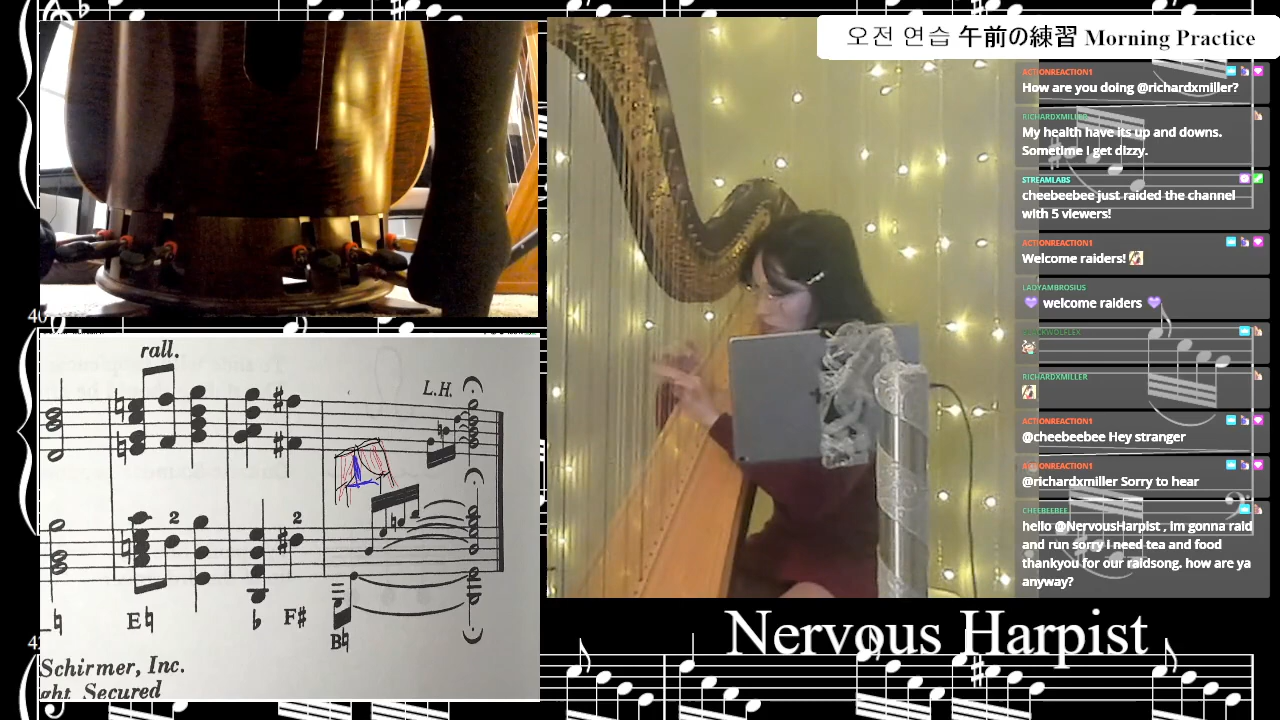 오전 연습 午前の練習 Morning Practice
ACTIONREACTION1
How are you doing @richardxmiller?
RICHARDXMILLER
My health have its up and downs.
Sometime I get dizzy.
STREAMLABS
cheebeebee just raided the channel
with 5 viewers!
ACTIONREACTION1
Welcome raiders!
LADYAMBROSIUS
welcome raiders
RICHARDXMILLER
ACTIONREACTION1
@cheebeebee Hey stranger
ACTIONREACTION1
@richardxmiller Sorry to hear
CHEEBEEBEE
hello @NervousHarpist , im gonna raid
and run sorry I need tea and food
thankyou for our raidsong. how are ya
anyway?
Nervous Harpist
rall.
L.H.
2 2
E♮ ♭ F#
B♮
Schirmer, Inc.
ght Secured